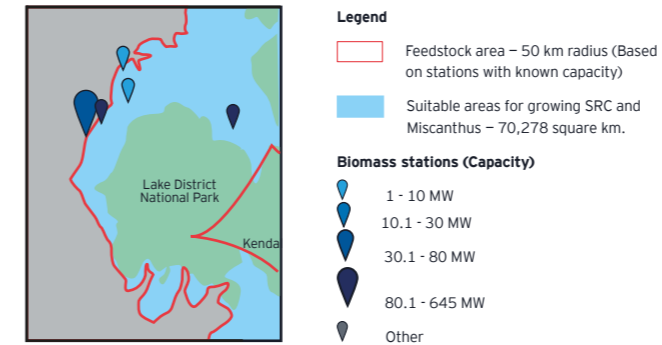 Lake District
National Park
Kenda
Legend
Feedstock area – 50 km radius (Based
on stations with known capacity)
Suitable areas for growing SRC and
Miscanthus – 70,278 square km.
Biomass stations (Capacity)
1 - 10 MW
10.1 - 30 MW
30.1 - 80 MW
80.1 - 645 MW
Other